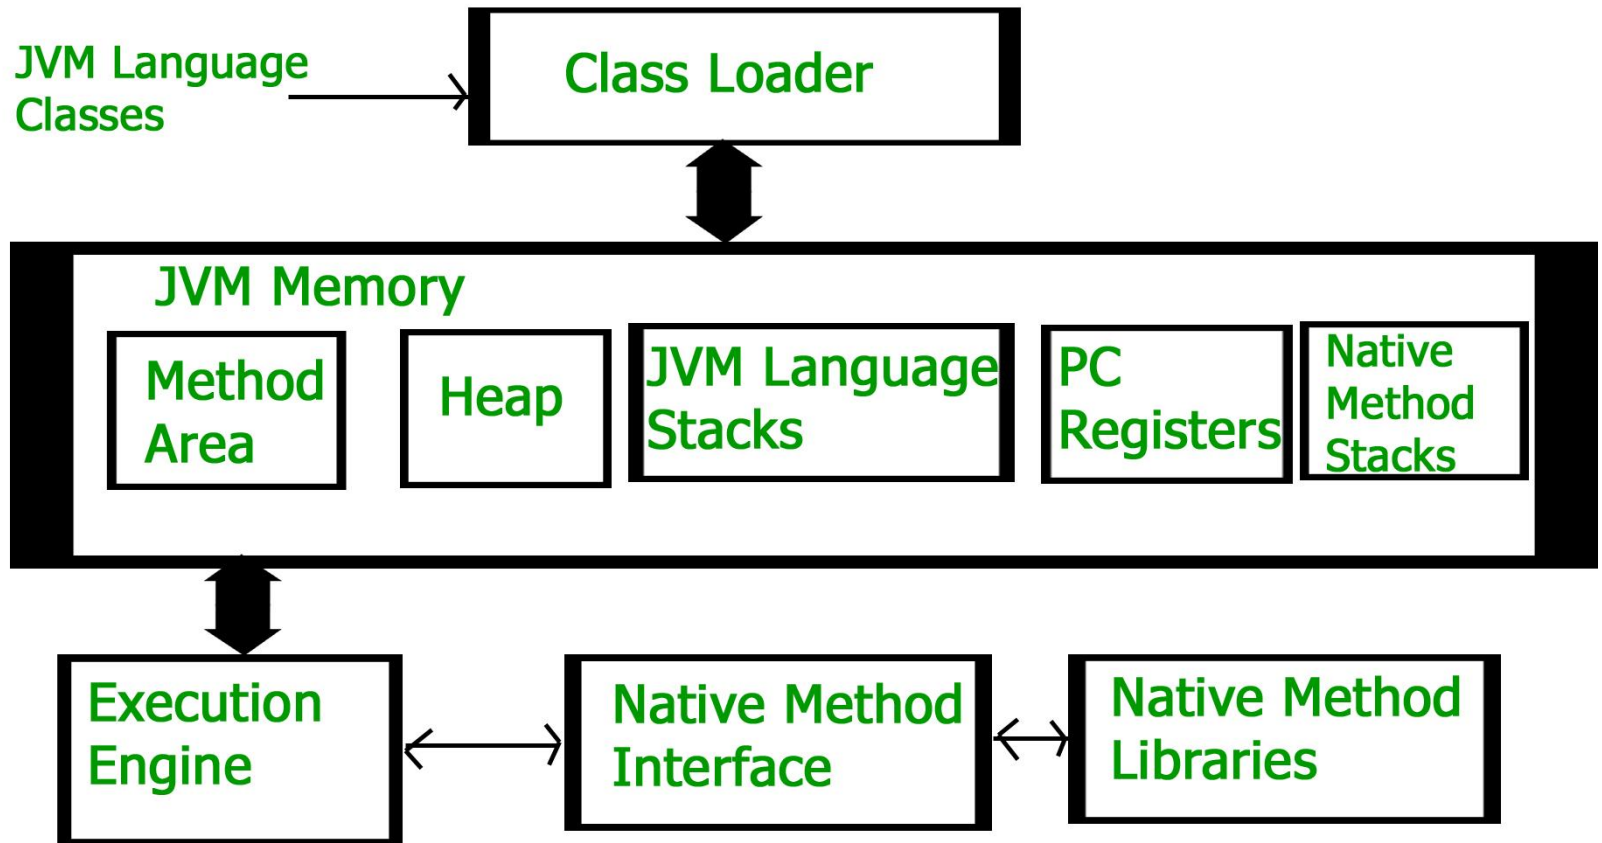 JVM Language
Classes
Class Loader
JVM Memory
Method
Area
Heap
JVM Language
Stacks
PC
Registers
Native
Method
Stacks
Execution
Engine
Native Method
Interface
Native Method
Libraries